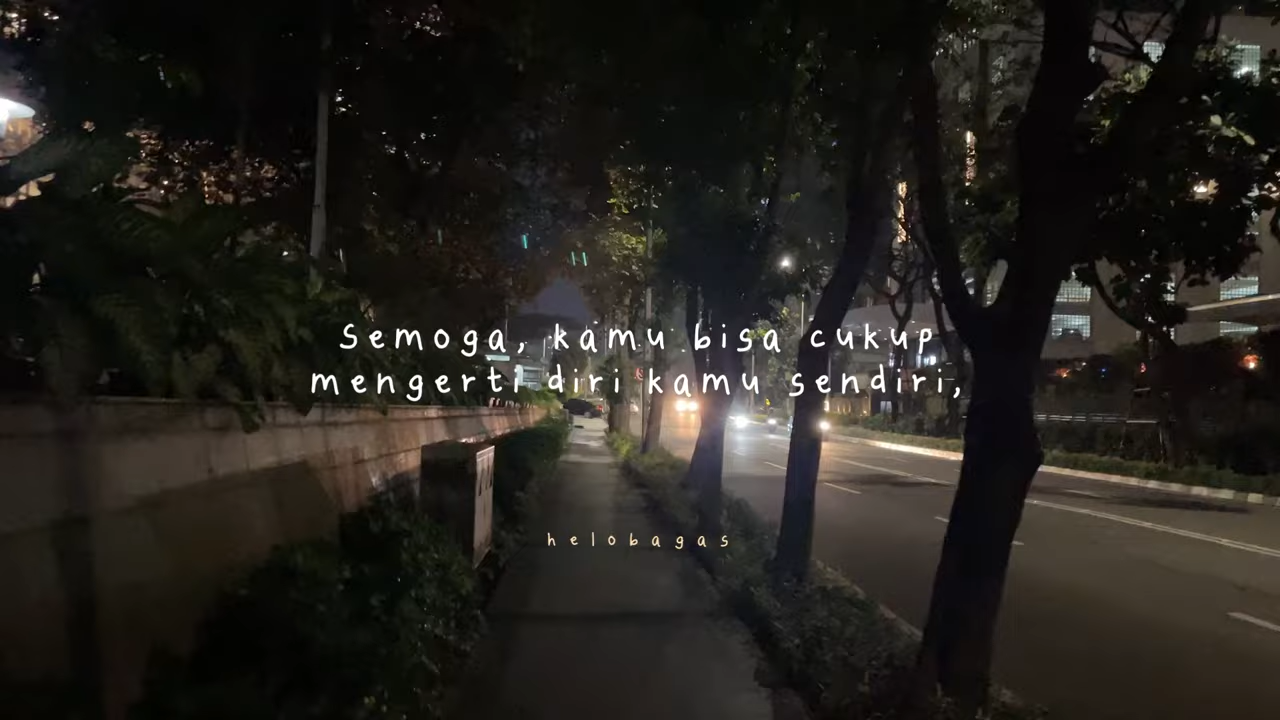 Semoga, kamu bisa cukup
mengerti diri kamu sendiri,
helobagas